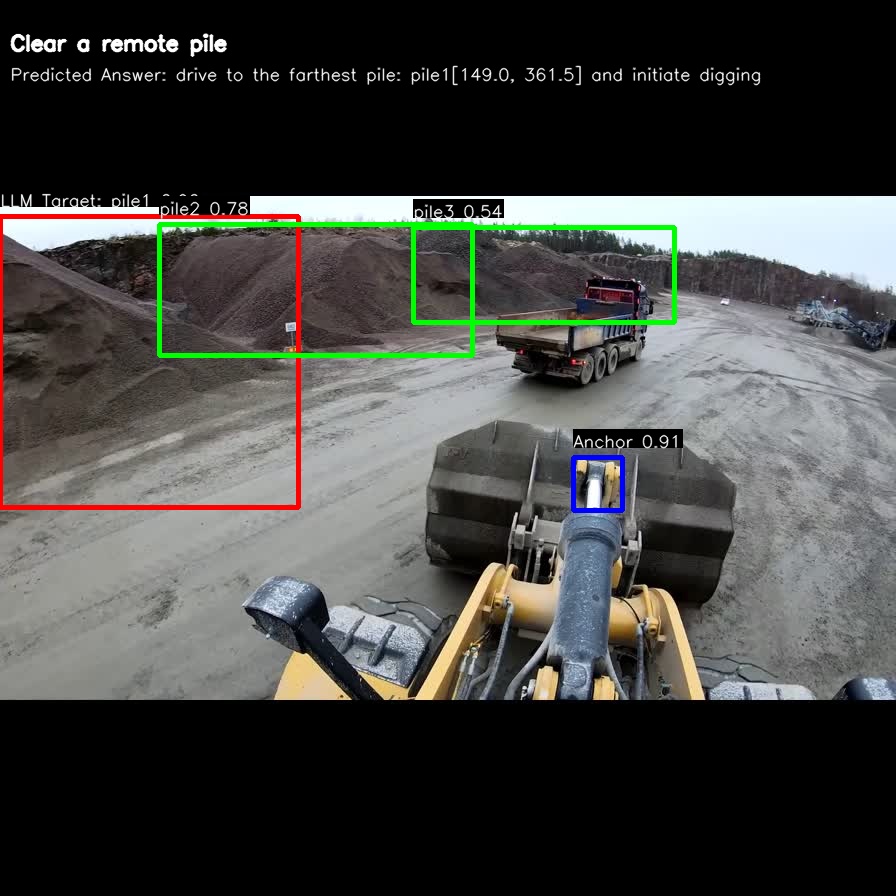 Clear a remote pile
Predicted Answer: drive to the farthest pile: pile1[149.0, 361.5] and initiate digging
LLM Target: pile1
pile2 0.78
pile3 0.54
Anchor 0.91